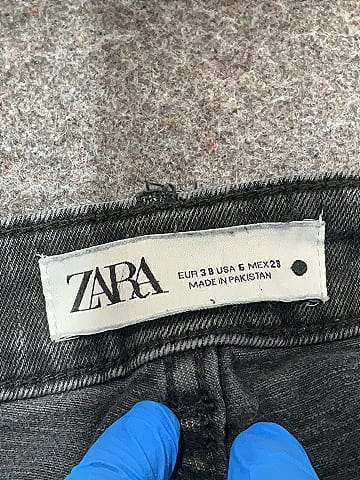 ZARA
EUR 38 USA 6 MEX 28
MADE IN PAKISTAN